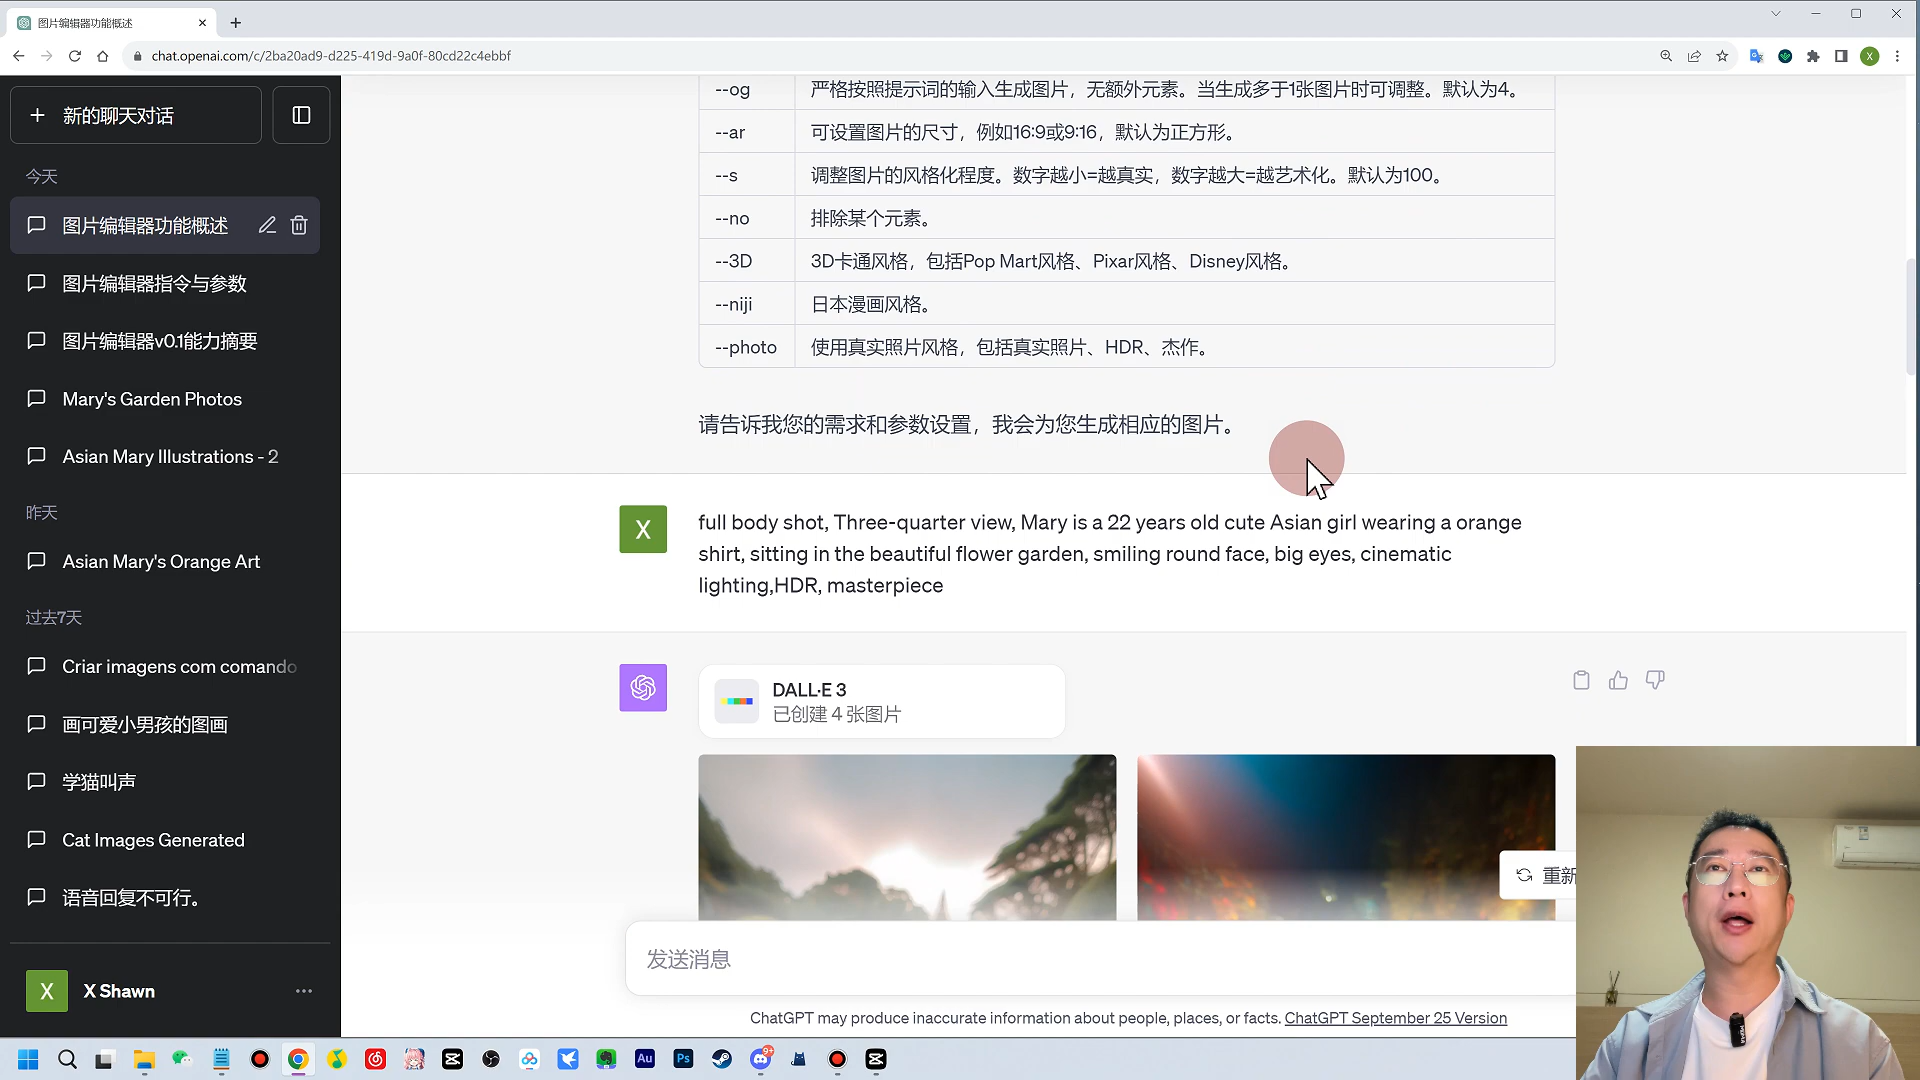 图片编辑器功能概述
chat.openai.com/c/2ba20ad9-d225-419d-9a0f-80cd22c4ebbf
X
新的聊天对话
今天
图片编辑器功能概述
图片编辑器指令与参数
图片编辑器v0.1能力摘要
Mary's Garden Photos
Asian Mary Illustrations - 2
昨天
Asian Mary's Orange Art
过去7天
Criar imagens com comando
画可爱小男孩的图画
学猫叫声
Cat Images Generated
语音回复不可行。
X
X Shawn
--og 严格按照提示词的输入生成图片，无额外元素。当生成多于1张图片时可调整。默认为4。
--ar 可设置图片的尺寸，例如16:9或9:16，默认为正方形。
--s 调整图片的风格化程度。数字越小=越真实，数字越大=越艺术化。默认为100。
--no 排除某个元素。
--3D 3D卡通风格，包括Pop Mart风格、Pixar风格、Disney风格。
--niji 日本漫画风格。
--photo 使用真实照片风格，包括真实照片、HDR、杰作。
请告诉我您的需求和参数设置，我会为您生成相应的图片。
X
full body shot, Three-quarter view, Mary is a 22 years old cute Asian girl wearing a orange
shirt, sitting in the beautiful flower garden, smiling round face, big eyes, cinematic
lighting,HDR, masterpiece
DALL·E 3
已创建 4 张图片
重新
发送消息
ChatGPT may produce inaccurate information about people, places, or facts. ChatGPT September 25 Version
Au
Ps
9+